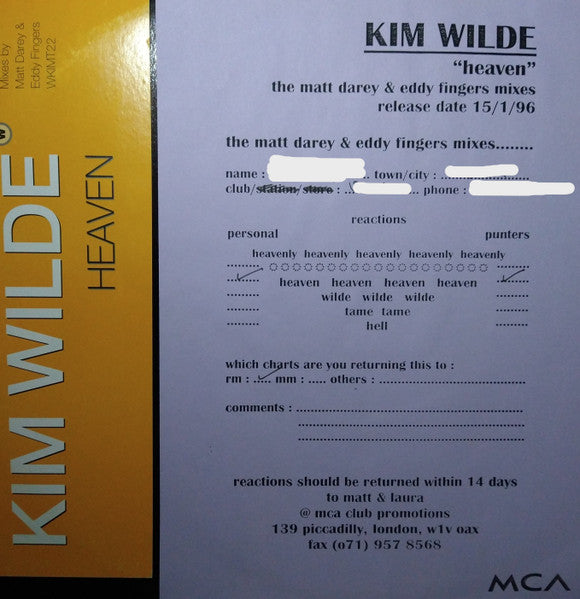 Mixes by
Matt Darey &
Eddy Fingers
WKIMT22
W
KIM WILDE
HEAVEN
KIM WILDE
"heaven"
the matt darey & eddy fingers mixes
release date 15/1/96
the matt darey & eddy fingers mixes........
name : .. town/city : ..
club/station/store : .. phone : ..
reactions
personal punters
heavenly heavenly heavenly heavenly heavenly
heaven heaven heaven heaven
wilde wilde wilde
tame tame
hell
which charts are you returning this to :
rm : ..... mm : ..... others : ........................................
comments : ................................................................
reactions should be returned within 14 days
to matt & laura
@ mca club promotions
139 piccadilly, london, w1v oax
fax (o71) 957 8568
MCA